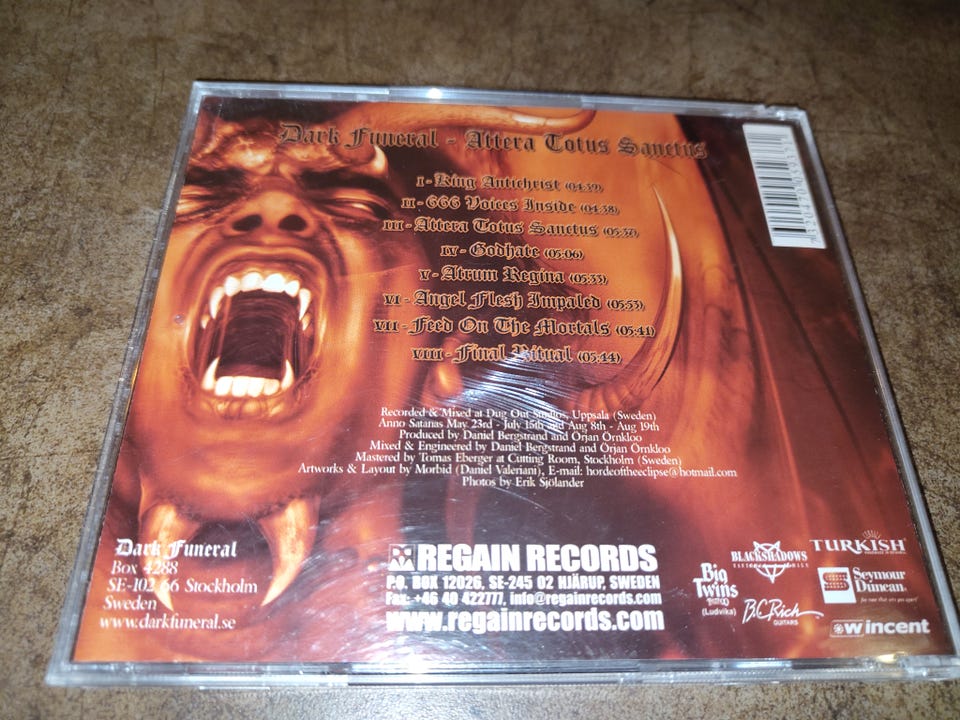 Dark Funeral - Attera Totus Sanctus
I - King Antichrist (04:39)
II - 666 Voices Inside (04:38)
III - Attera Totus Sanctus (05:37)
IV - Godhate (05:06)
V - Atrum Regina (05:33)
VI - Angel Flesh Impaled (05:53)
VII - Feed On The Mortals (05:41)
VIII - Final Ritual (05:44)
Recorded & Mixed at Dug Out Studios, Uppsala (Sweden)
Anno Satanas May 23rd - July 15th and Aug 8th - Aug 19th
Produced by Daniel Bergstrand and Örjan Örnkloo
Mixed & Engineered by Daniel Bergstrand and Örjan Örnkloo
Mastered by Tomas Eberger at Cutting Room, Stockholm (Sweden)
Artworks & Layout by Morbid (Daniel Valeriani), E-mail: hordeoftheeclipse@hotmail.com
Photos by Erik Sjölander
Dark Funeral
Box 4288
SE-102 66 Stockholm
Sweden
www.darkfuneral.se
REGAIN RECORDS
P.O. BOX 12026, SE-245 02 HJÄRUP, SWEDEN
Fax: +46 40 422777, info@regainrecords.com
www.regainrecords.com
Big
Twins
TATTOO
(Ludvika)
BLACKSHADOWS
B.C. Rich
GUITARS
TURKISH
Seymour
Duncan.
wincent